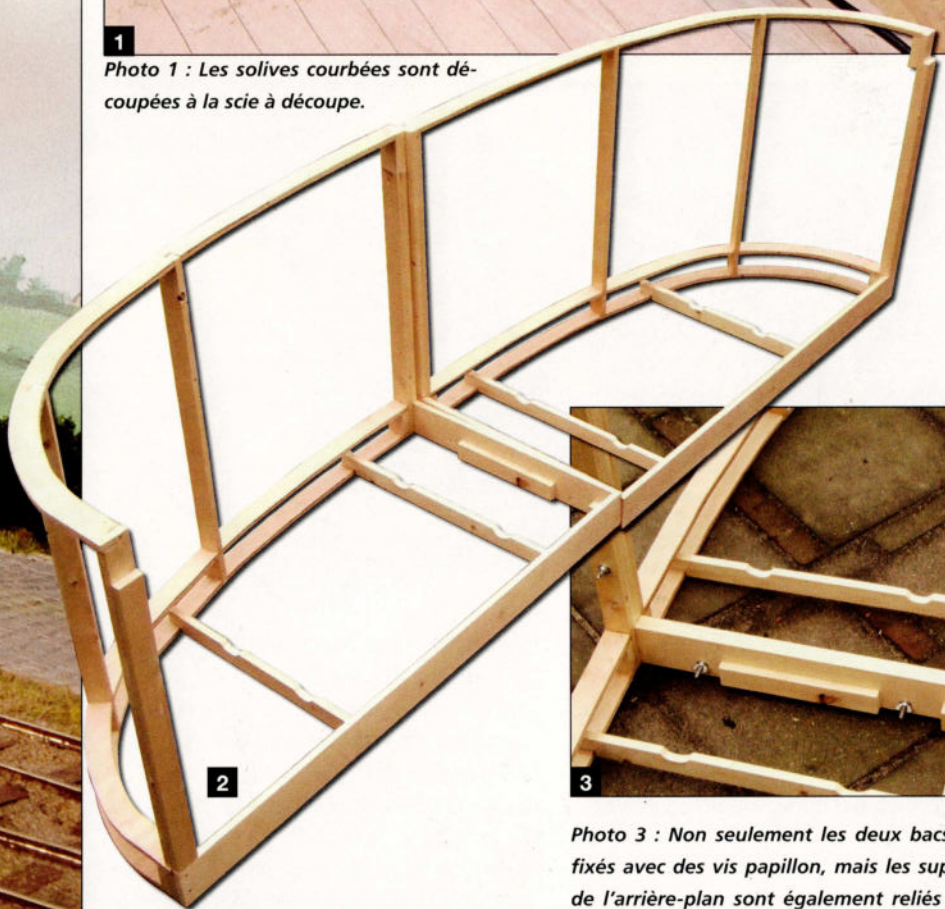 1
Photo 1 : Les solives courbées sont dé-
coupées à la scie à découpe.
2
3
Photo 3 : Non seulement les deux bacs
fixés avec des vis papillon, mais les sup
de l'arrière-plan sont également reliés